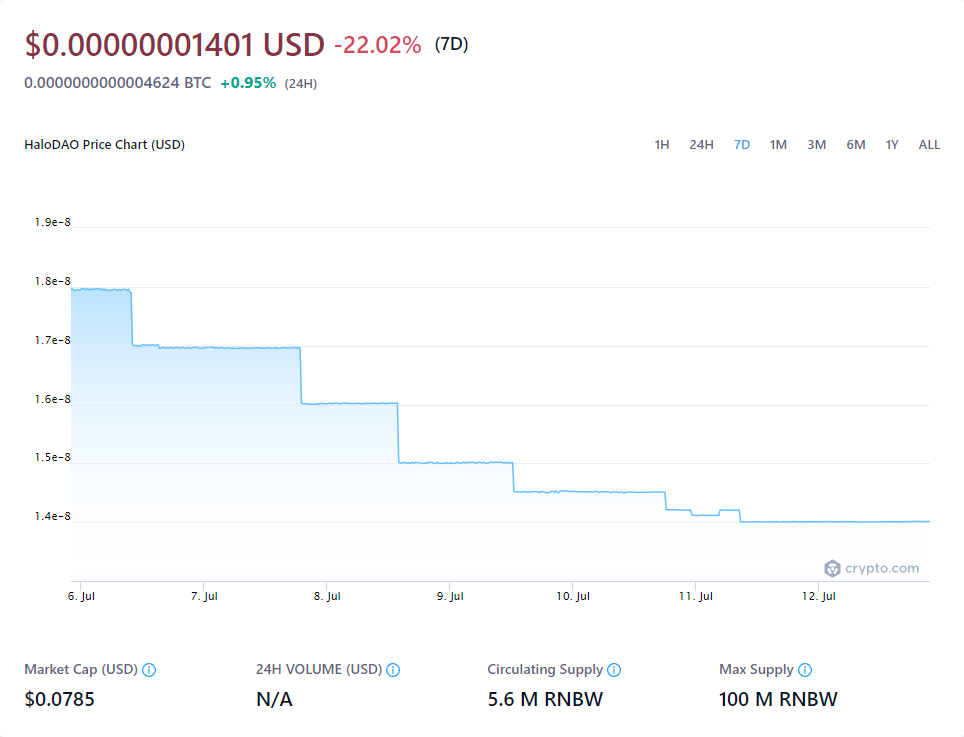 $0.00000001401 USD -22.02% (7D)
0.0000000000004624 BTC +0.95% (24H)
HaloDAO Price Chart (USD) 1H 24H 7D 1M 3M 6M 1Y ALL
1.9e-8
1.8e-8
1.7e-8
1.6e-8
1.5e-8
1.4e-8
crypto.com
6. Jul 7. Jul 8. Jul 9. Jul 10. Jul 11. Jul 12. Jul
Market Cap (USD) 24H VOLUME (USD) Circulating Supply Max Supply
$0.0785 N/A 5.6 M RNBW 100 M RNBW